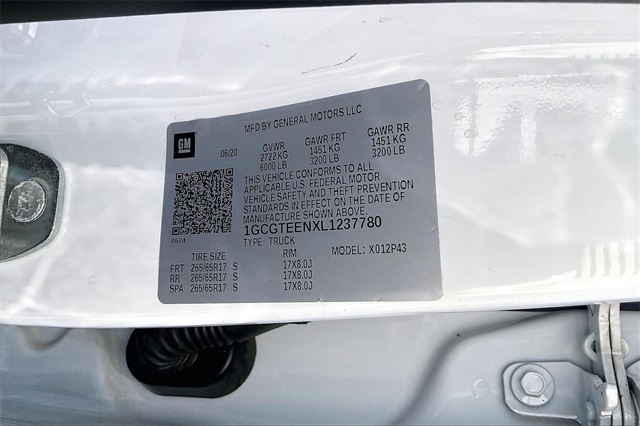 MFD BY GENERAL MOTORS LLC
GM
06/20 GVWR GAWR FRT GAWR RR
2722 KG 1451 KG 1451 KG
6000 LB 3200 LB 3200 LB
THIS VEHICLE CONFORMS TO ALL
APPLICABLE U.S. FEDERAL MOTOR
VEHICLE SAFETY AND THEFT PREVENTION
STANDARDS IN EFFECT ON THE DATE OF
MANUFACTURE SHOWN ABOVE.
8624 1GCGTEENXL1237780
TYPE: TRUCK MODEL: X012P43
TIRE SIZE RIM
FRT 265/65R17 S 17X8.0J
RR 265/65R17 S 17X8.0J
SPA 265/65R17 S 17X8.0J